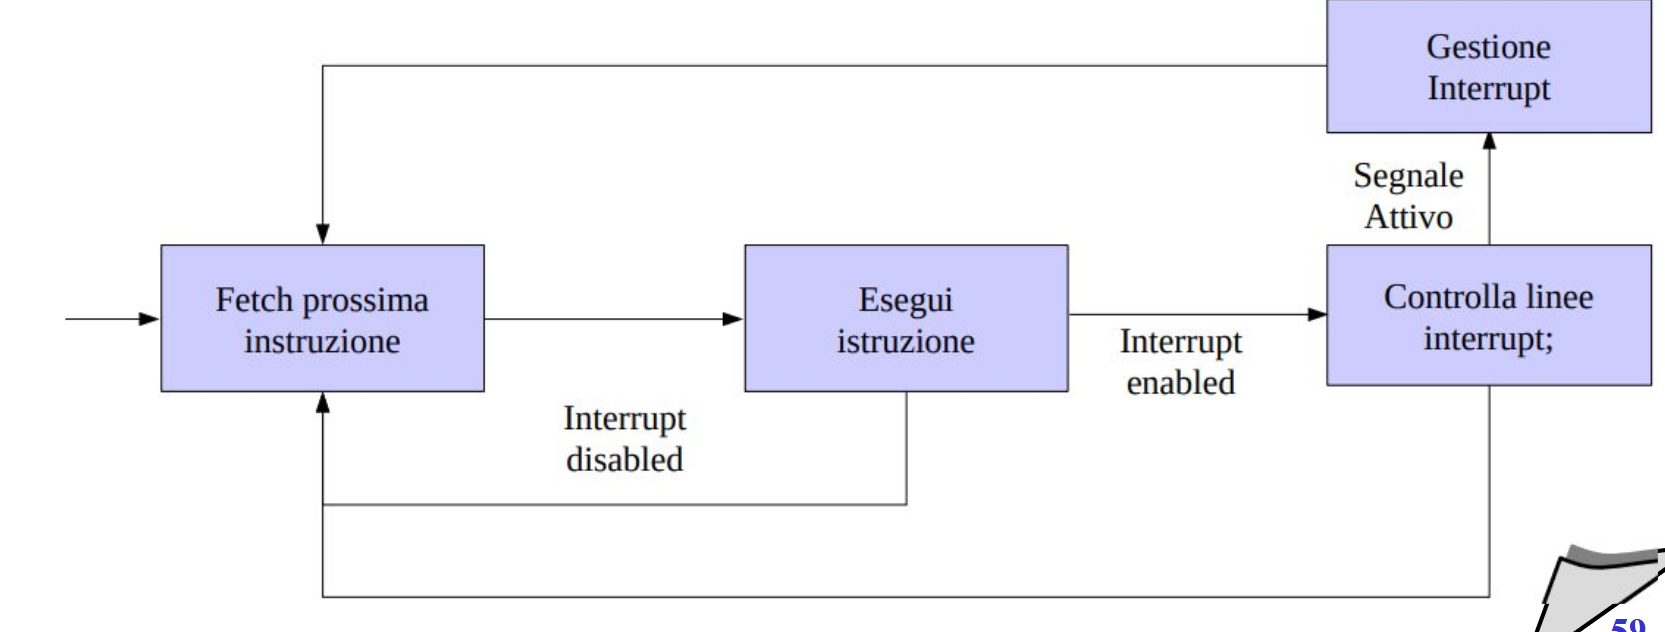 Gestione
Interrupt
Segnale
Attivo
Fetch prossima
instruzione
Esegui
istruzione
Interrupt
enabled
Controlla linee
interrupt;
Interrupt
disabled
59